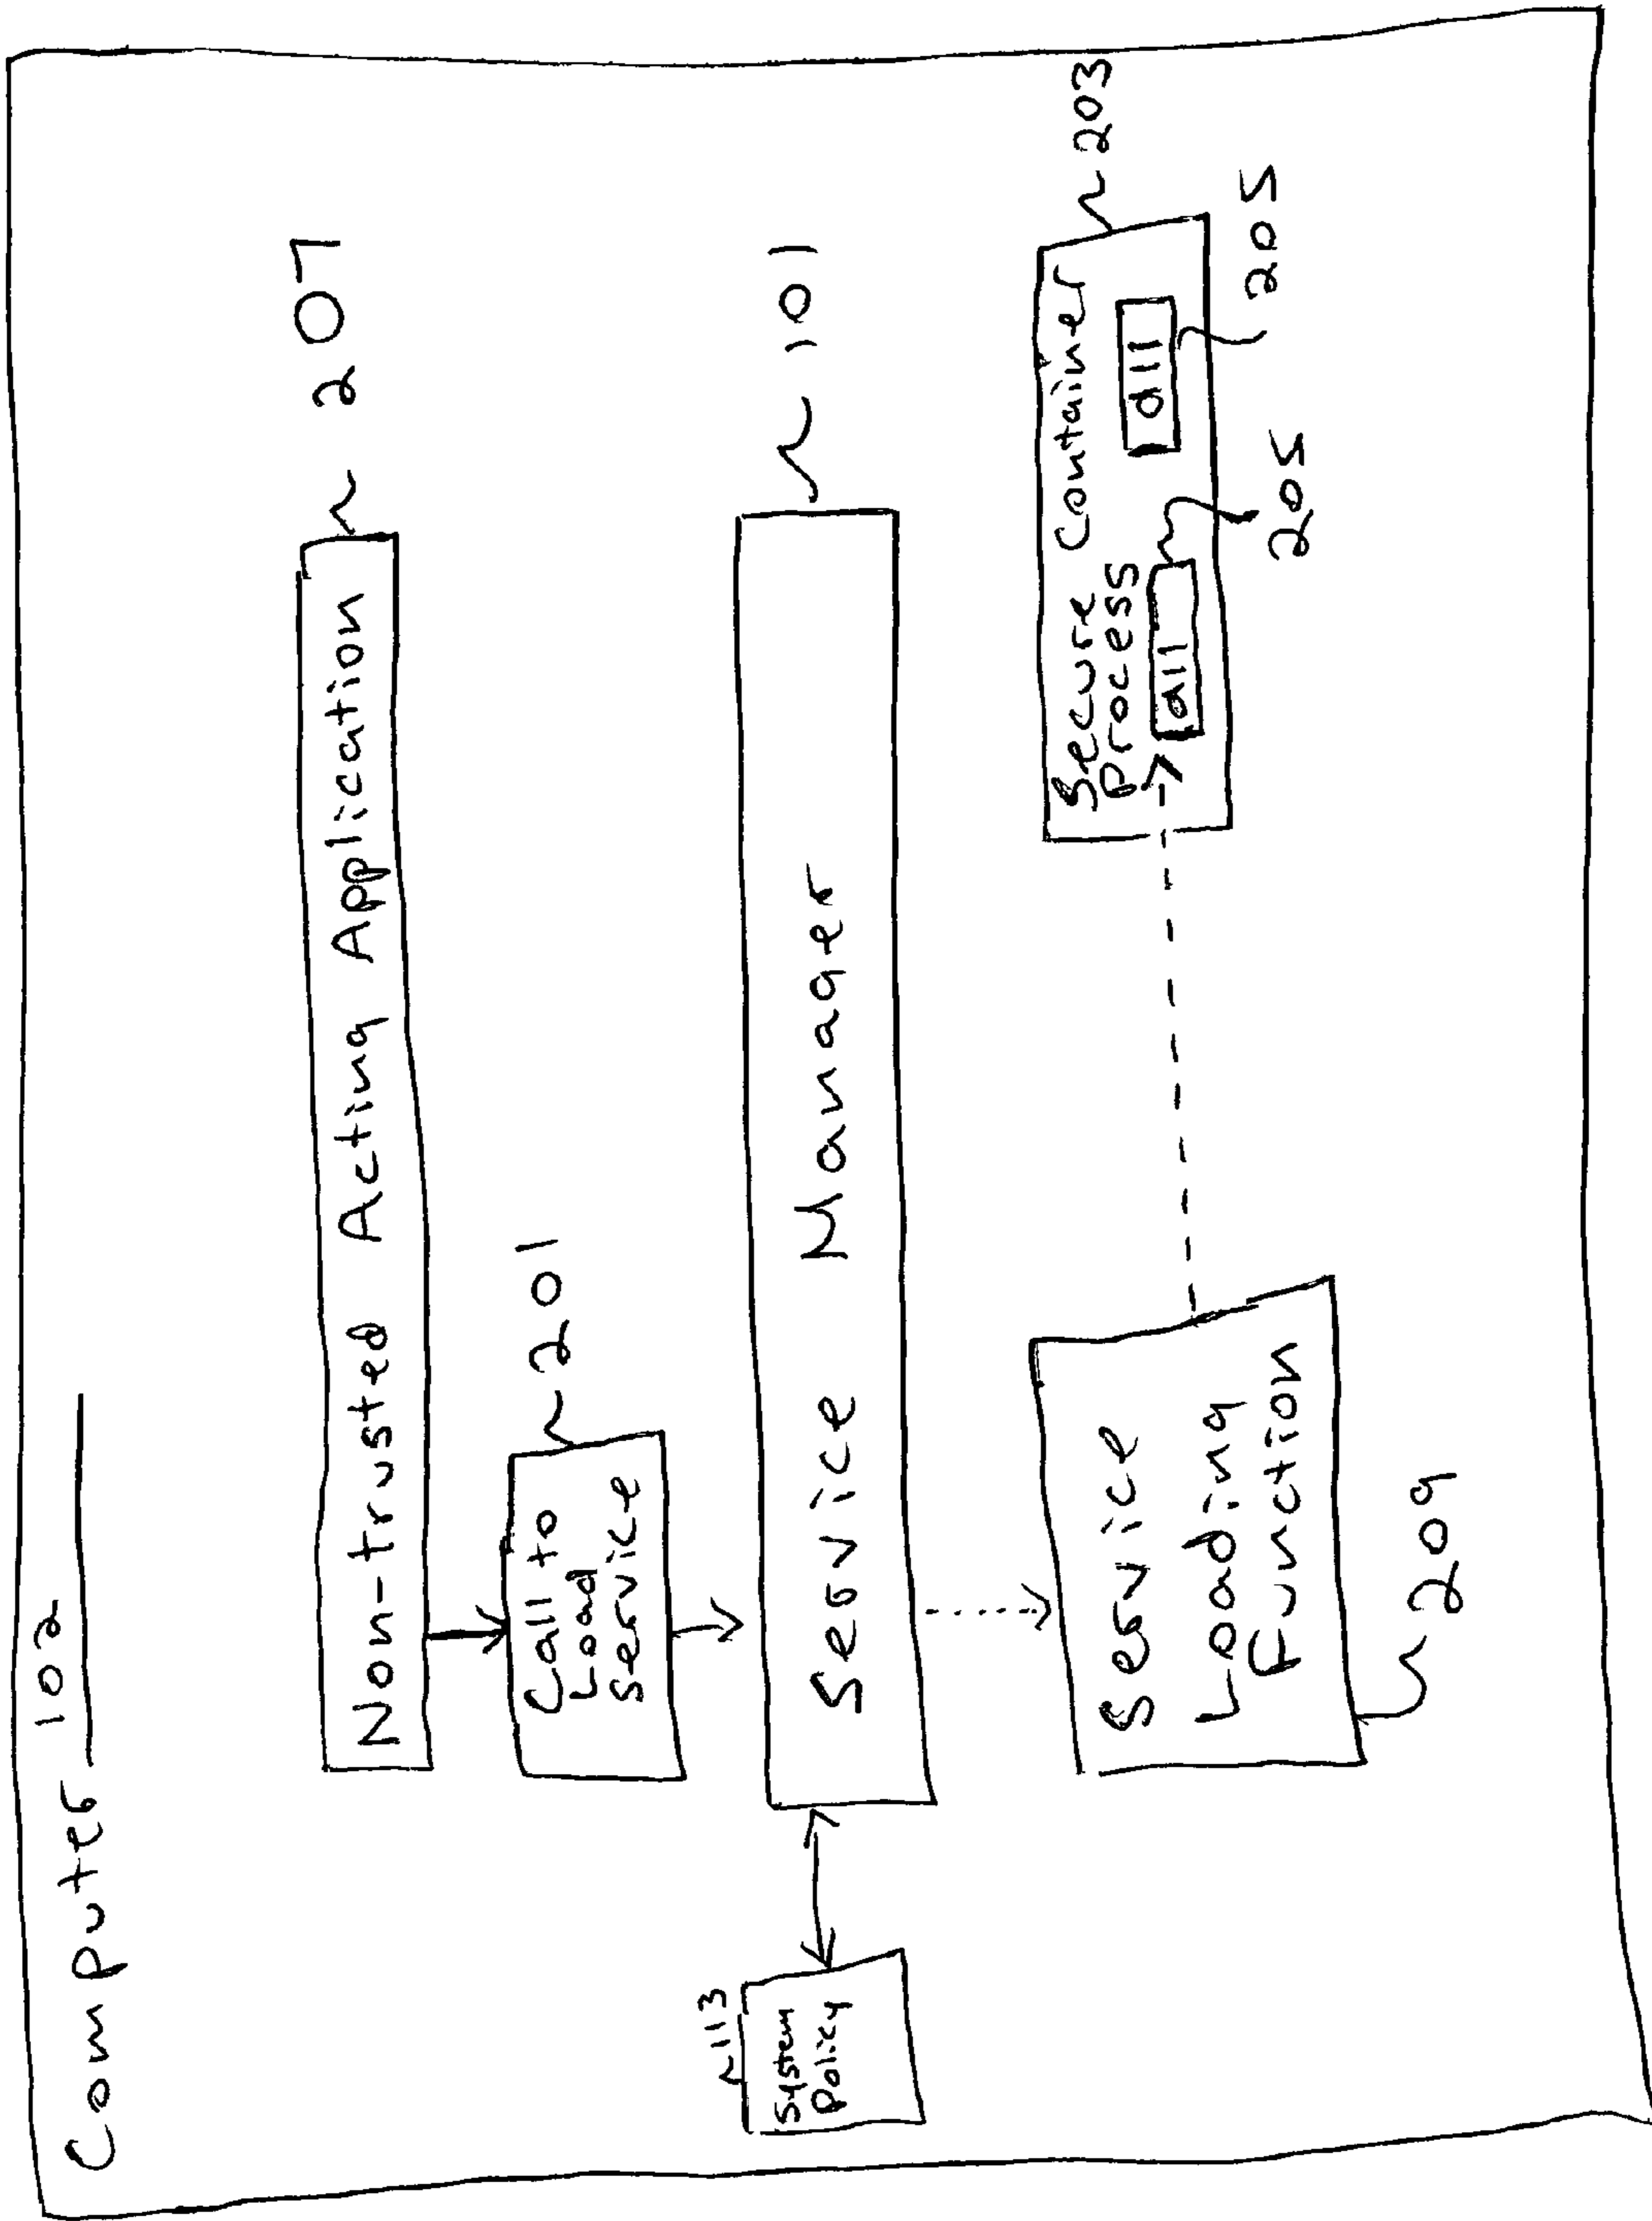 Computer 102
Non-trusted Acting Application 207
Call to
Load
Service
201
113
System
Policy
Service Manager 101
Service
Loading
Function
209
Secure Container 203
Process
dll
dll
205
205